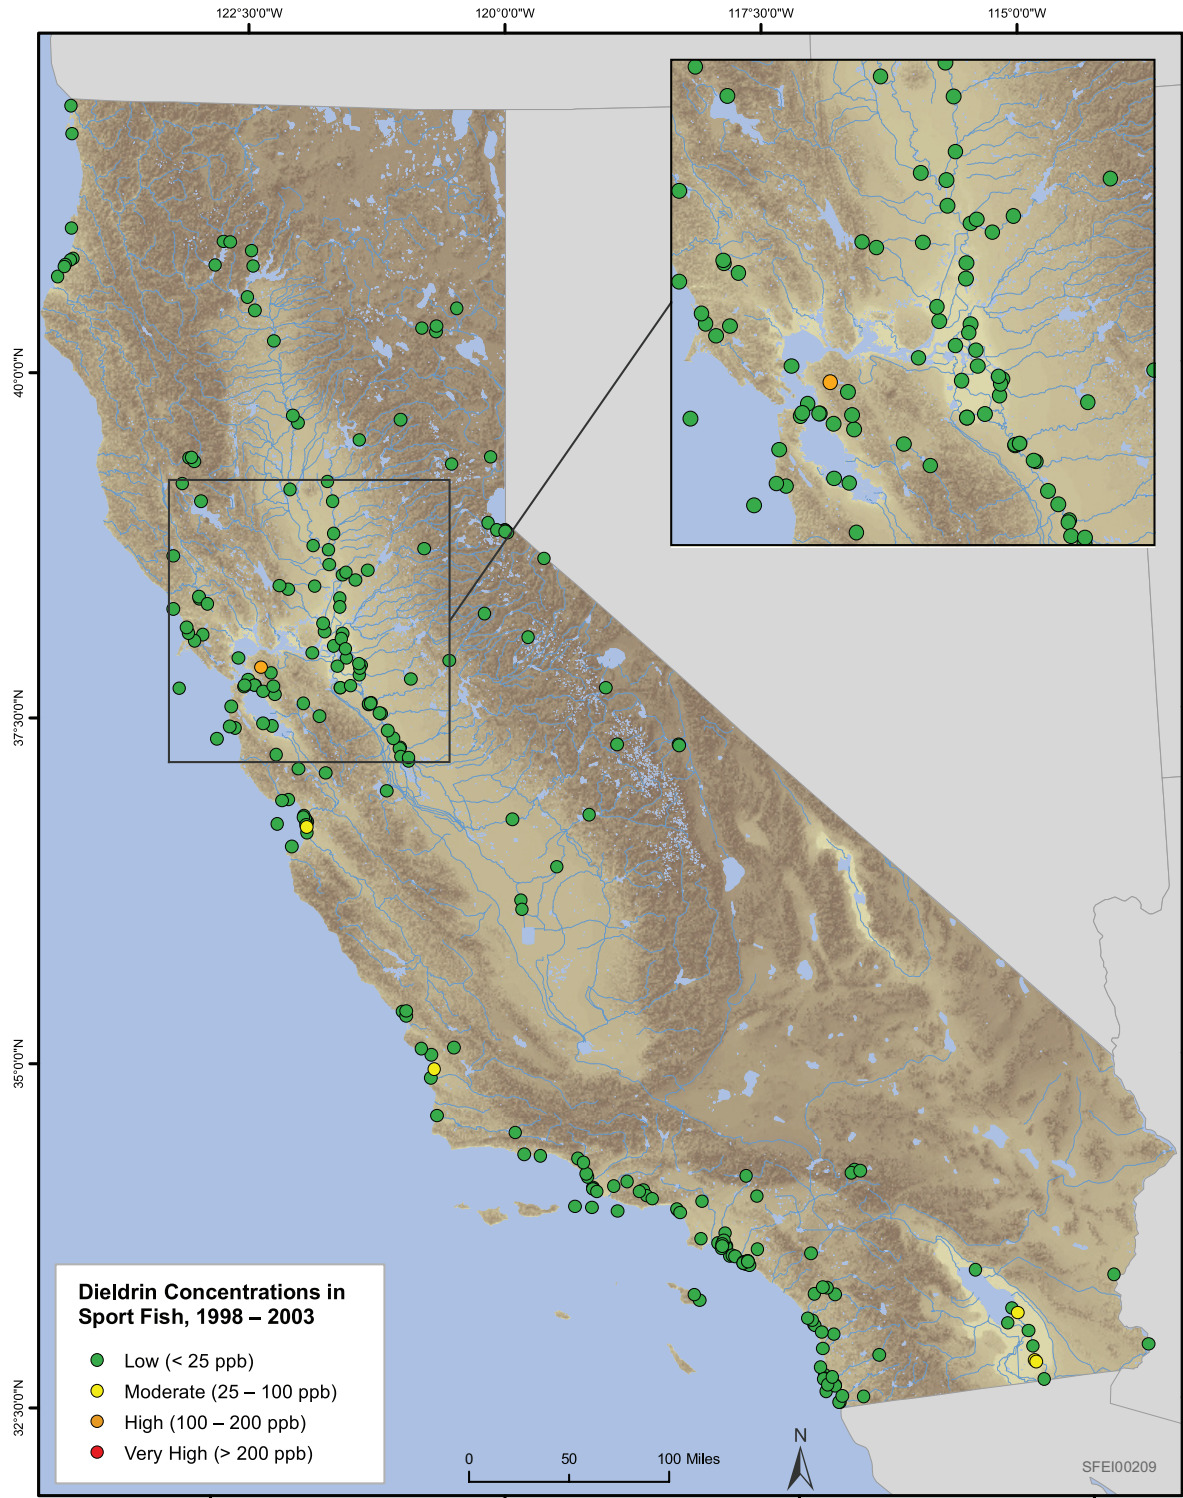 122°30'0"W
120°0'0"W
117°30'0"W
115°0'0"W
40°0'0"N
37°30'0"N
35°0'0"N
32°30'0"N
Dieldrin Concentrations in
Sport Fish, 1998 – 2003
Low (< 25 ppb)
Moderate (25 – 100 ppb)
High (100 – 200 ppb)
Very High (> 200 ppb)
0 50 100 Miles
N
SFEI00209